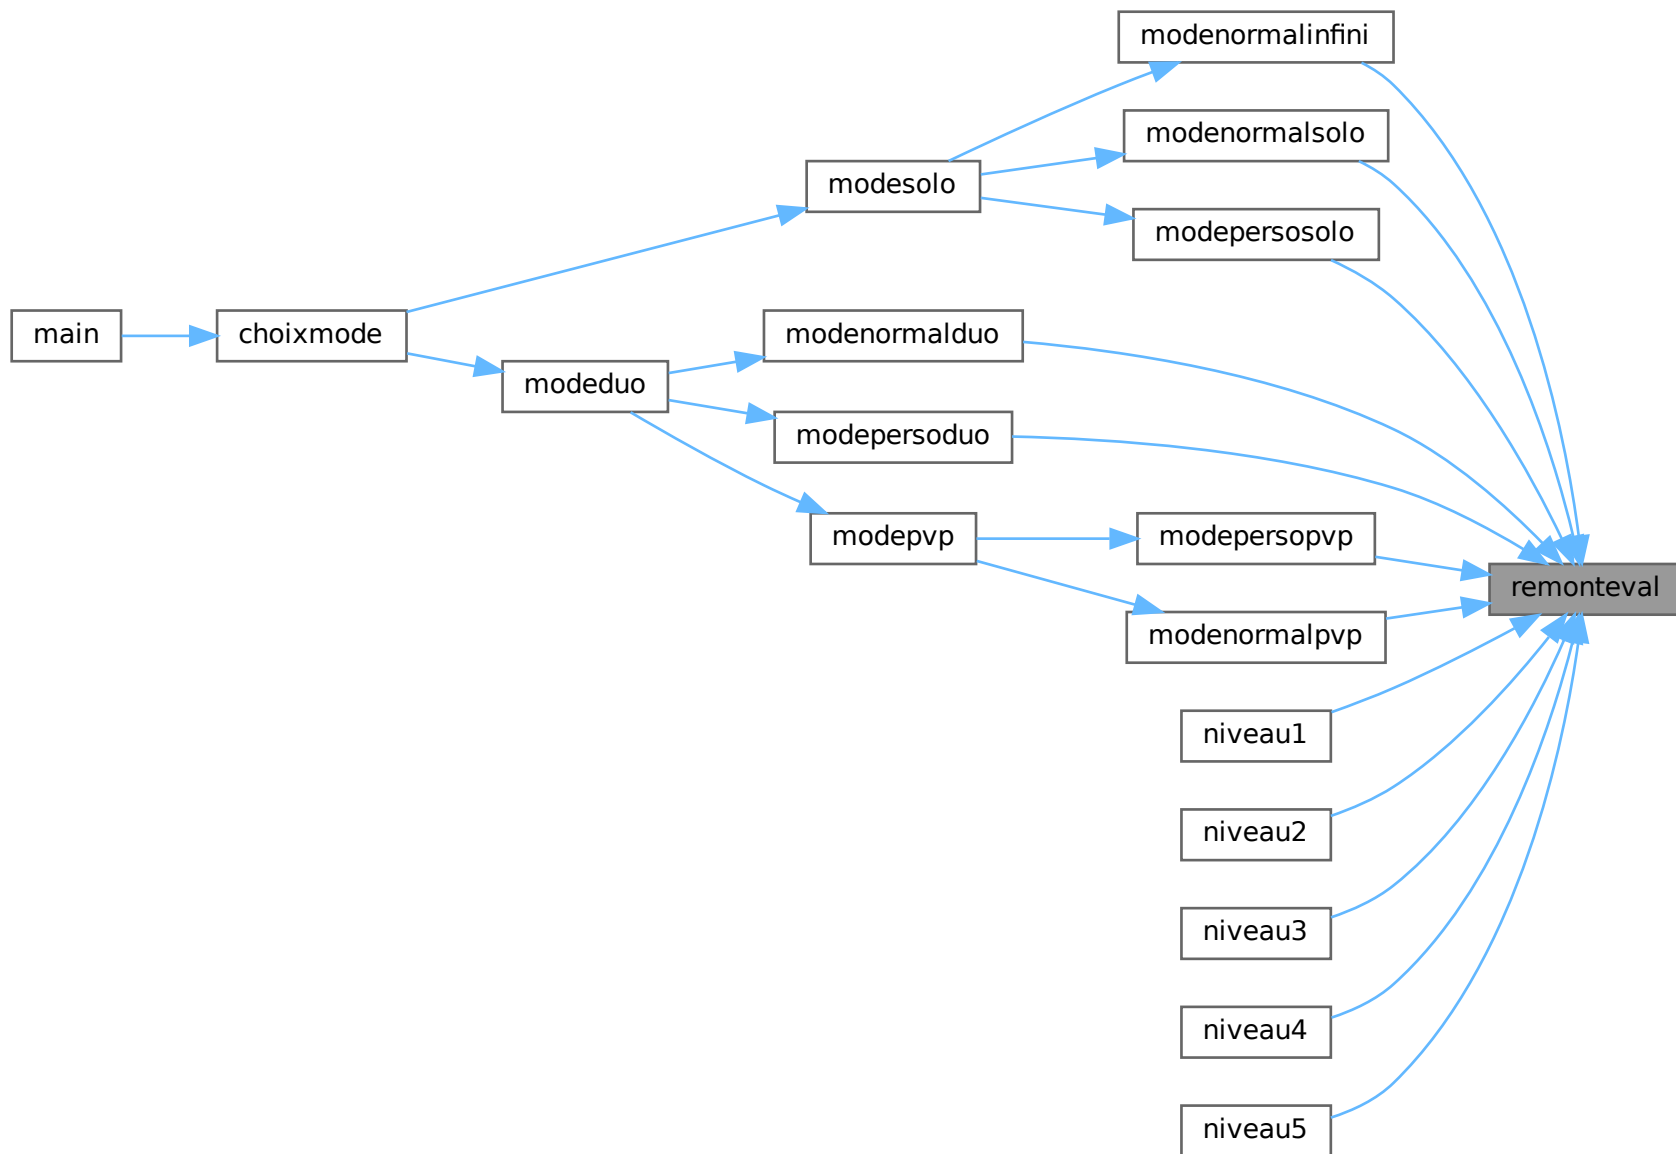 modenormalinfini
modenormalsolo
modesolo
modepersosolo
main
choixmode
modenormalduo
modeduo
modepersoduo
modepvp
modepersopvp
remonteval
modenormalpvp
niveau1
niveau2
niveau3
niveau4
niveau5